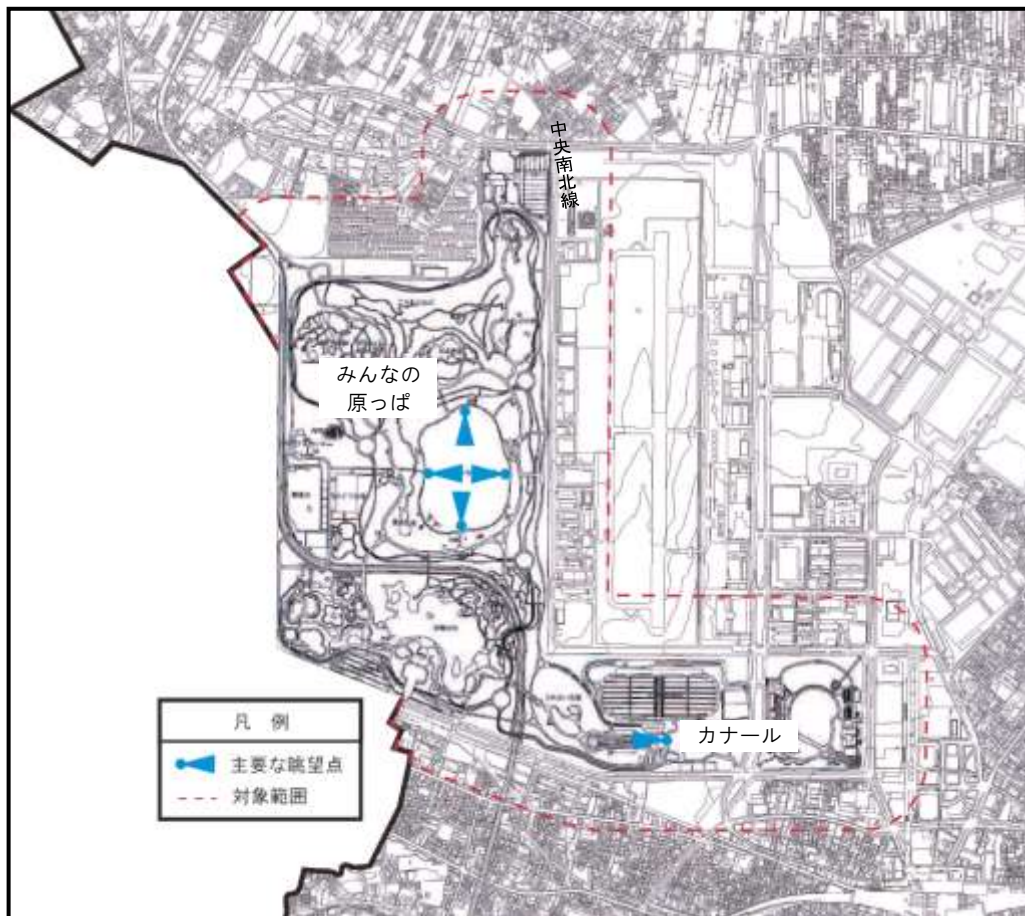 中央南北線
みんなの
原っぱ
カナール
凡 例
主要な眺望点
対象範囲